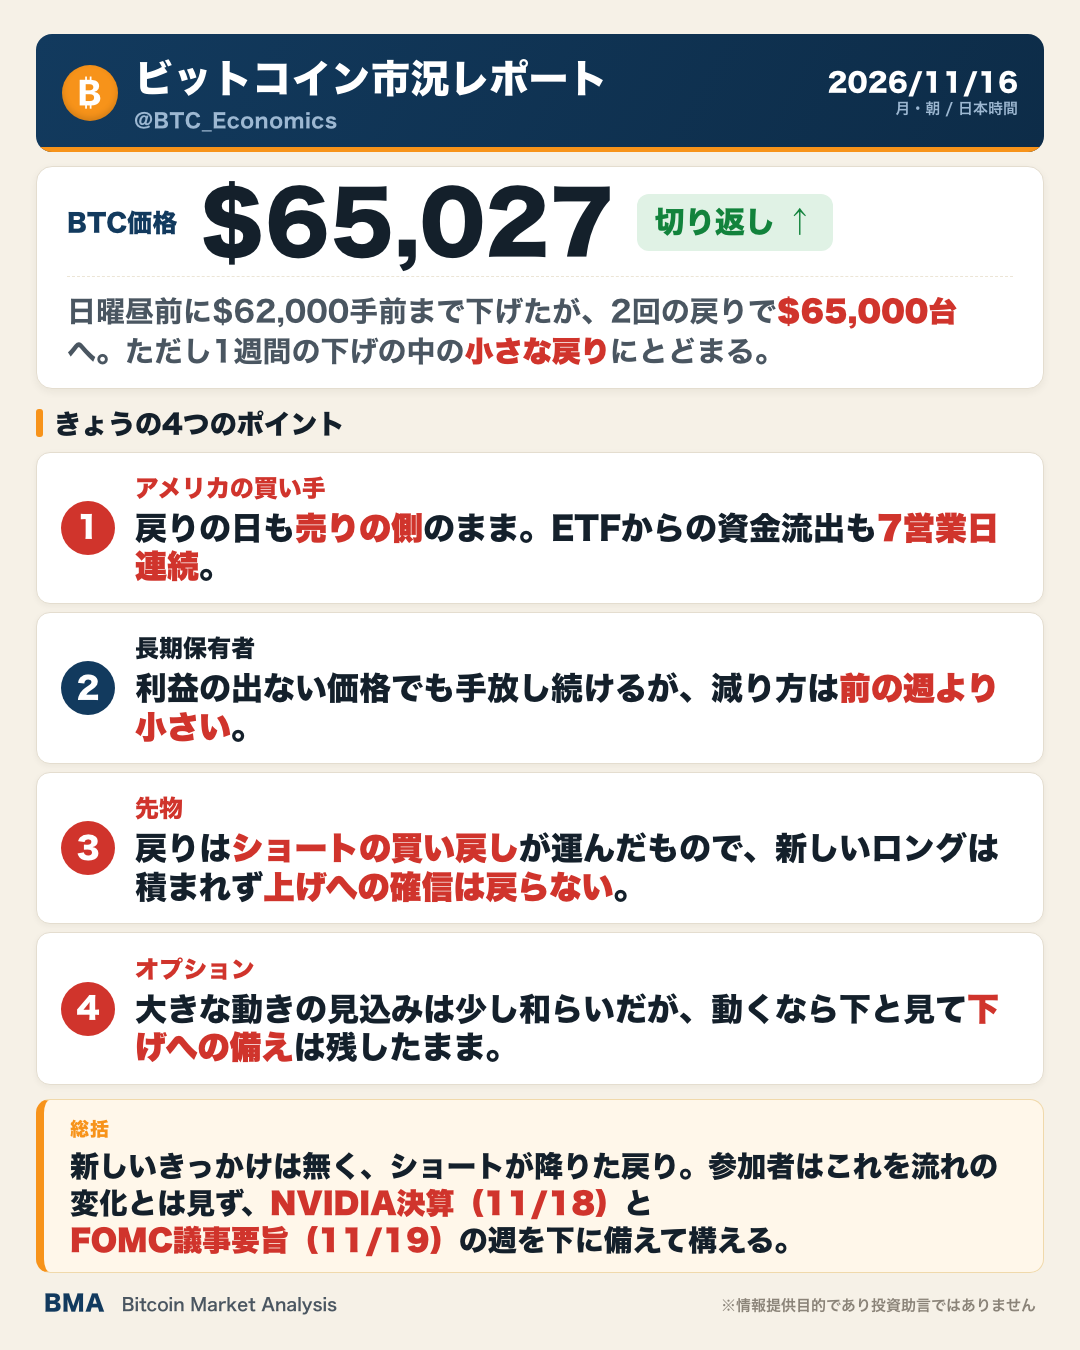 ビットコイン市況レポート
@BTC_Economics
2026/11/16
月・朝 / 日本時間
BTC価格 $65,027 切り返し ↑
日曜昼前に$62,000手前まで下げたが、2回の戻りで$65,000台
へ。ただし1週間の下げの中の小さな戻りにとどまる。
きょうの4つのポイント
1
アメリカの買い手
戻りの日も売りの側のまま。ETFからの資金流出も7営業日
連続。
2
長期保有者
利益の出ない価格でも手放し続けるが、減り方は前の週より
小さい。
3
先物
戻りはショートの買い戻しが運んだもので、新しいロングは
積まれず上げへの確信は戻らない。
4
オプション
大きな動きの見込みは少し和らいだが、動くなら下と見て下
げへの備えは残したまま。
総括
新しいきっかけは無く、ショートが降りた戻り。参加者はこれを流れの
変化とは見ず、NVIDIA決算（11/18）と
FOMC議事要旨（11/19）の週を下に備えて構える。
BMA Bitcoin Market Analysis
※情報提供目的であり投資助言ではありません